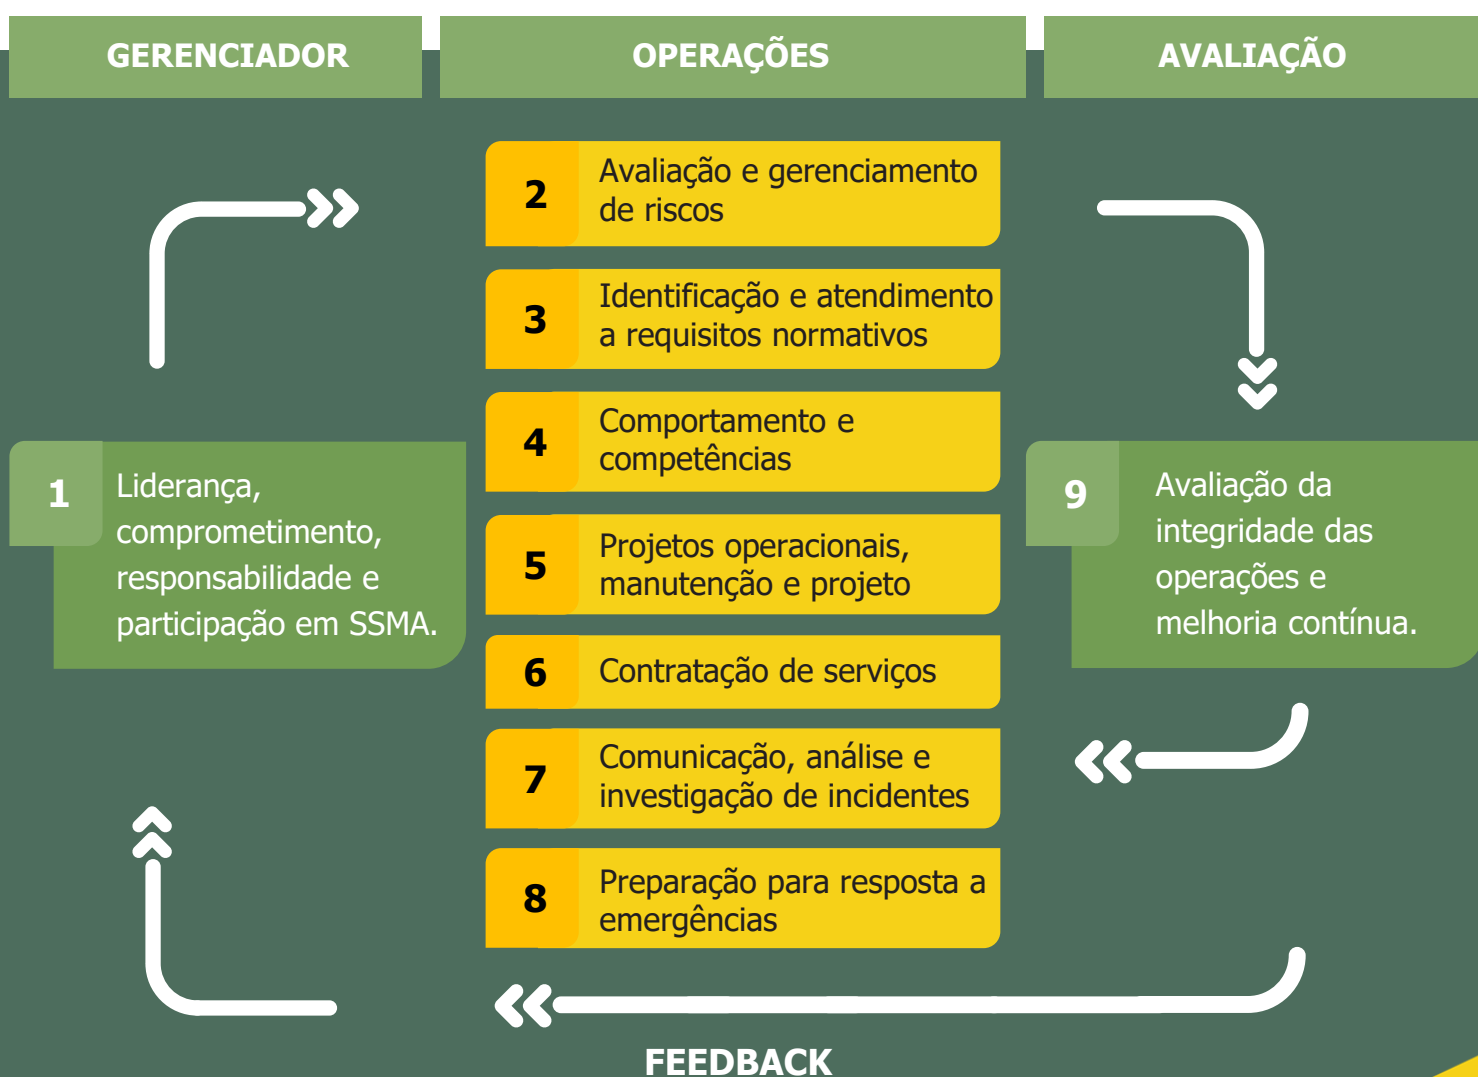 GERENCIADOR
OPERAÇÕES
AVALIAÇÃO
1
Liderança,
comprometimento,
responsabilidade e
participação em SSMA.
2
Avaliação e gerenciamento
de riscos
3
Identificação e atendimento
a requisitos normativos
4
Comportamento e
competências
5
Projetos operacionais,
manutenção e projeto
6
Contratação de serviços
7
Comunicação, análise e
investigação de incidentes
8
Preparação para resposta a
emergências
9
Avaliação da
integridade das
operações e
melhoria contínua.
FEEDBACK